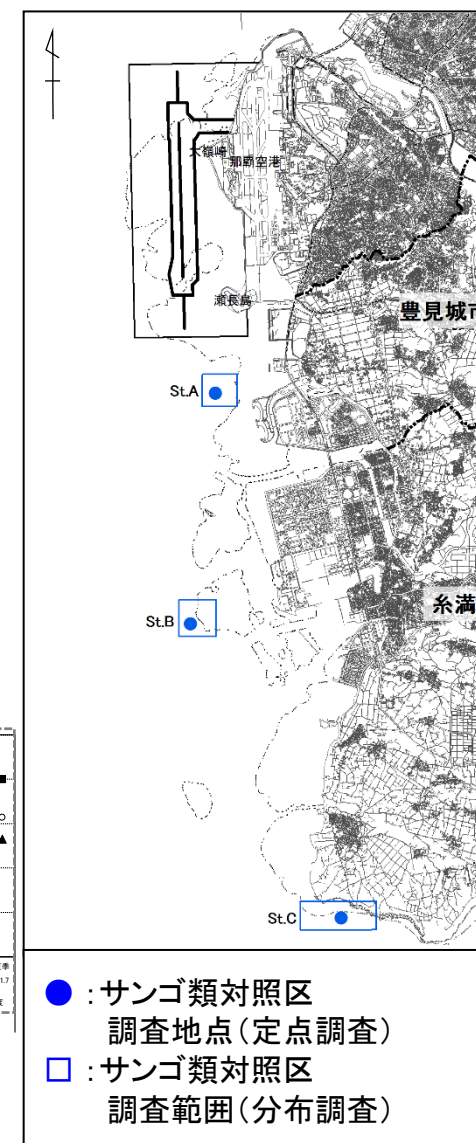 大嶺崎
那覇空港
瀬長島
豊見城市
St.A
St.B
糸満
St.C
● :サンゴ類対照区
調査地点(定点調査)
□ :サンゴ類対照区
調査範囲(分布調査)